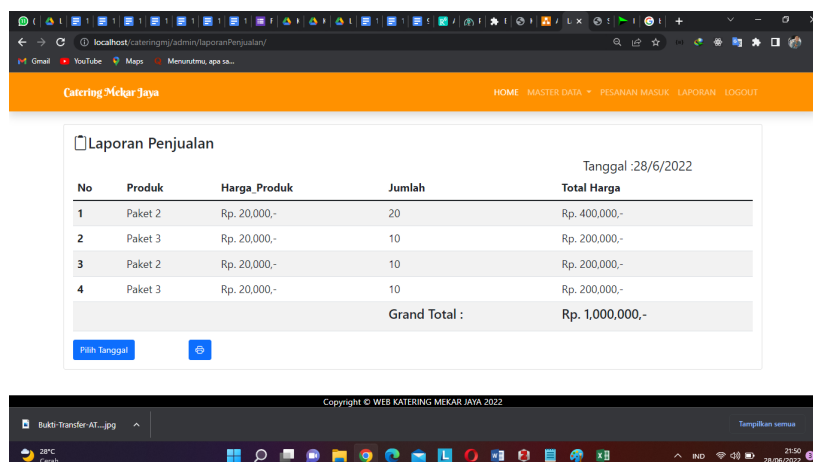 localhost/cateringmj/admin/laporanPenjualan/
Gmail YouTube Maps Menurutmu, apa sa...
Catering Mekar Jaya HOME MASTER DATA PESANAN MASUK LAPORAN LOGOUT
Laporan Penjualan
Tanggal :28/6/2022
No Produk Harga_Produk Jumlah Total Harga
1 Paket 2 Rp. 20,000,- 20 Rp. 400,000,-
2 Paket 3 Rp. 20,000,- 10 Rp. 200,000,-
3 Paket 2 Rp. 20,000,- 10 Rp. 200,000,-
4 Paket 3 Rp. 20,000,- 10 Rp. 200,000,-
Grand Total : Rp. 1,000,000,-
Pilih Tanggal
Copyright © WEB KATERING MEKAR JAYA 2022
Bukti-Transfer-AT....jpg Tampilkan semua
28°C IND 21:50
Cerah 28/06/2022